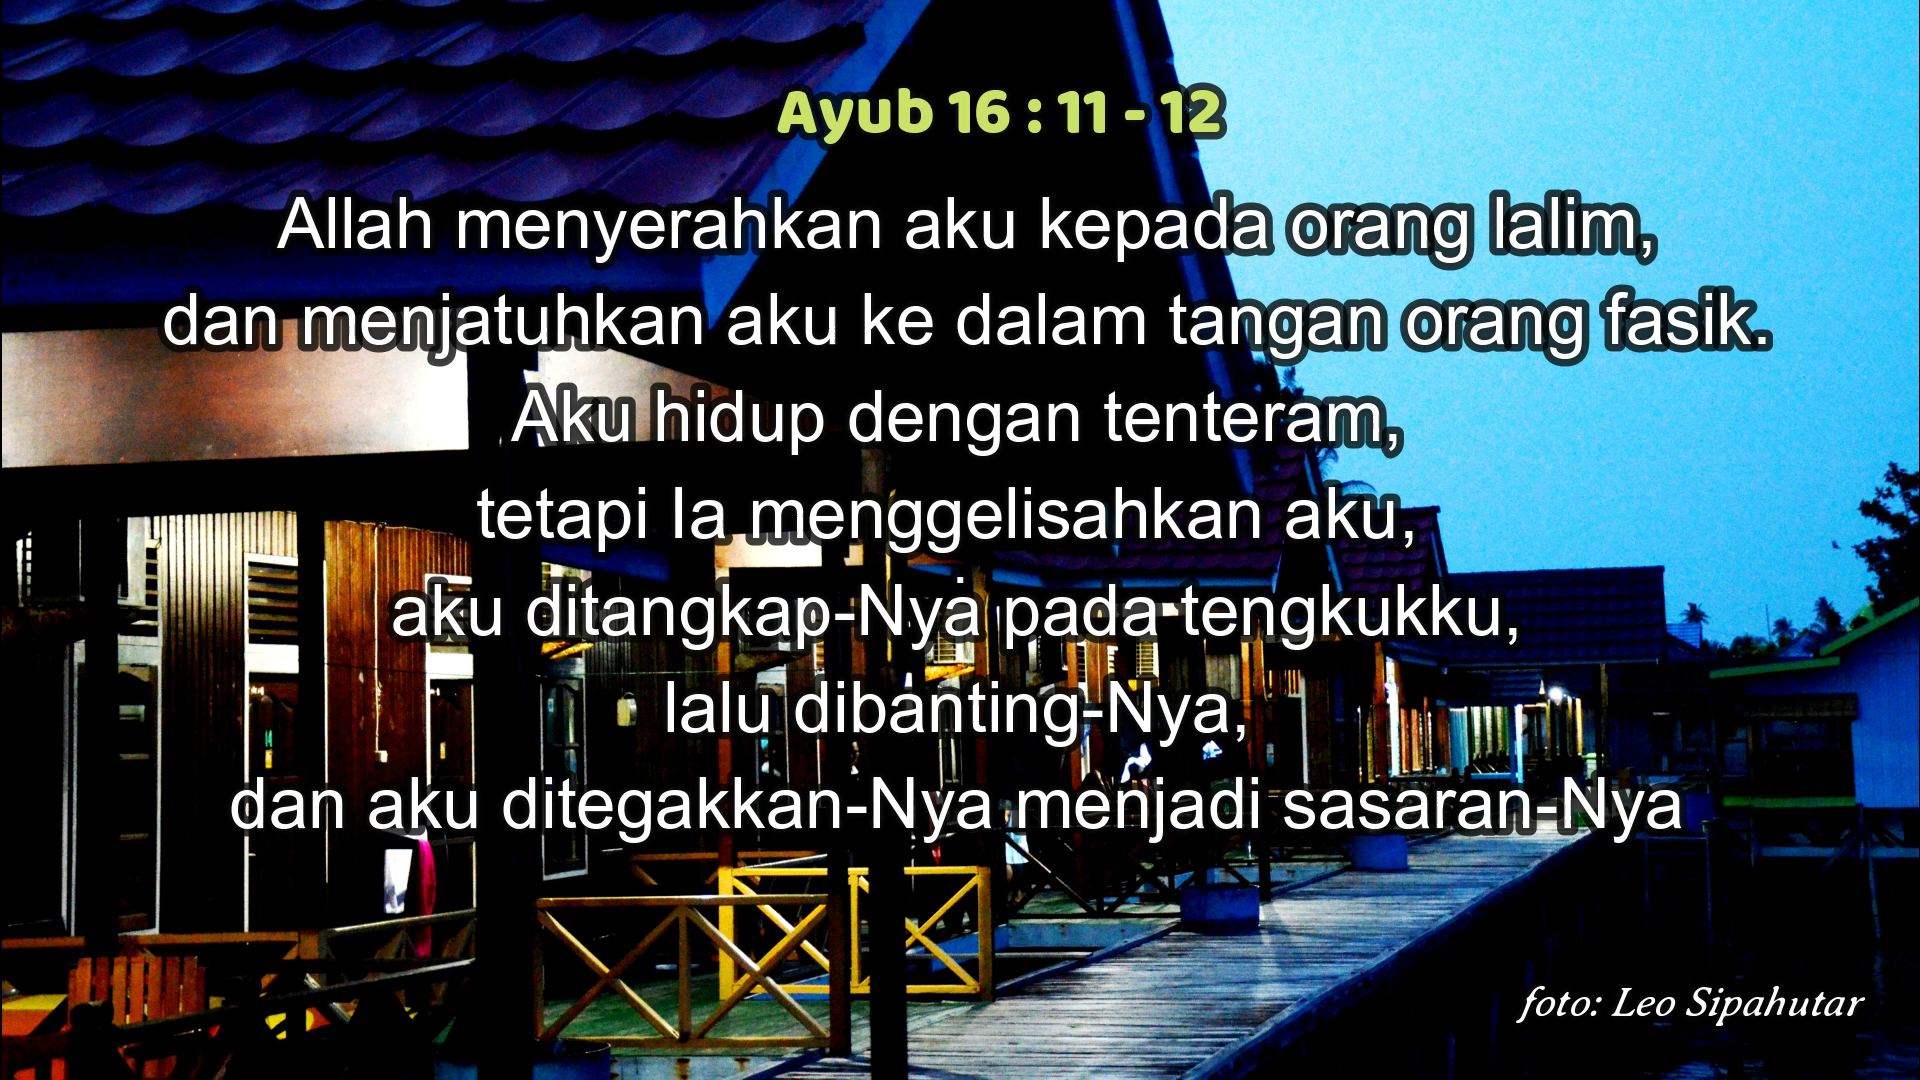 Ayub 16 : 11 - 12
Allah menyerahkan aku kepada orang lalim,
dan menjatuhkan aku ke dalam tangan orang fasik.
Aku hidup dengan tenteram,
tetapi Ia menggelisahkan aku,
aku ditangkap-Nya pada tengkukku,
lalu dibanting-Nya,
dan aku ditegakkan-Nya menjadi sasaran-Nya
foto: Leo Sipahutar